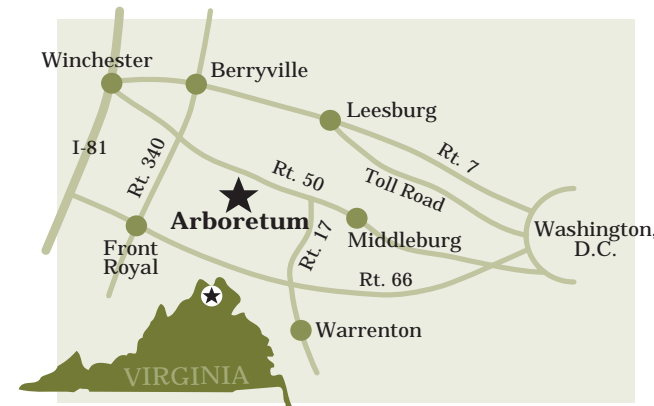 Winchester
Berryville
Leesburg
I-81
Rt. 340
Rt. 7
Rt. 50
Toll Road
Arboretum
Washington,
D.C.
Front
Royal
Rt. 17
Middleburg
Rt. 66
Warrenton
VIRGINIA